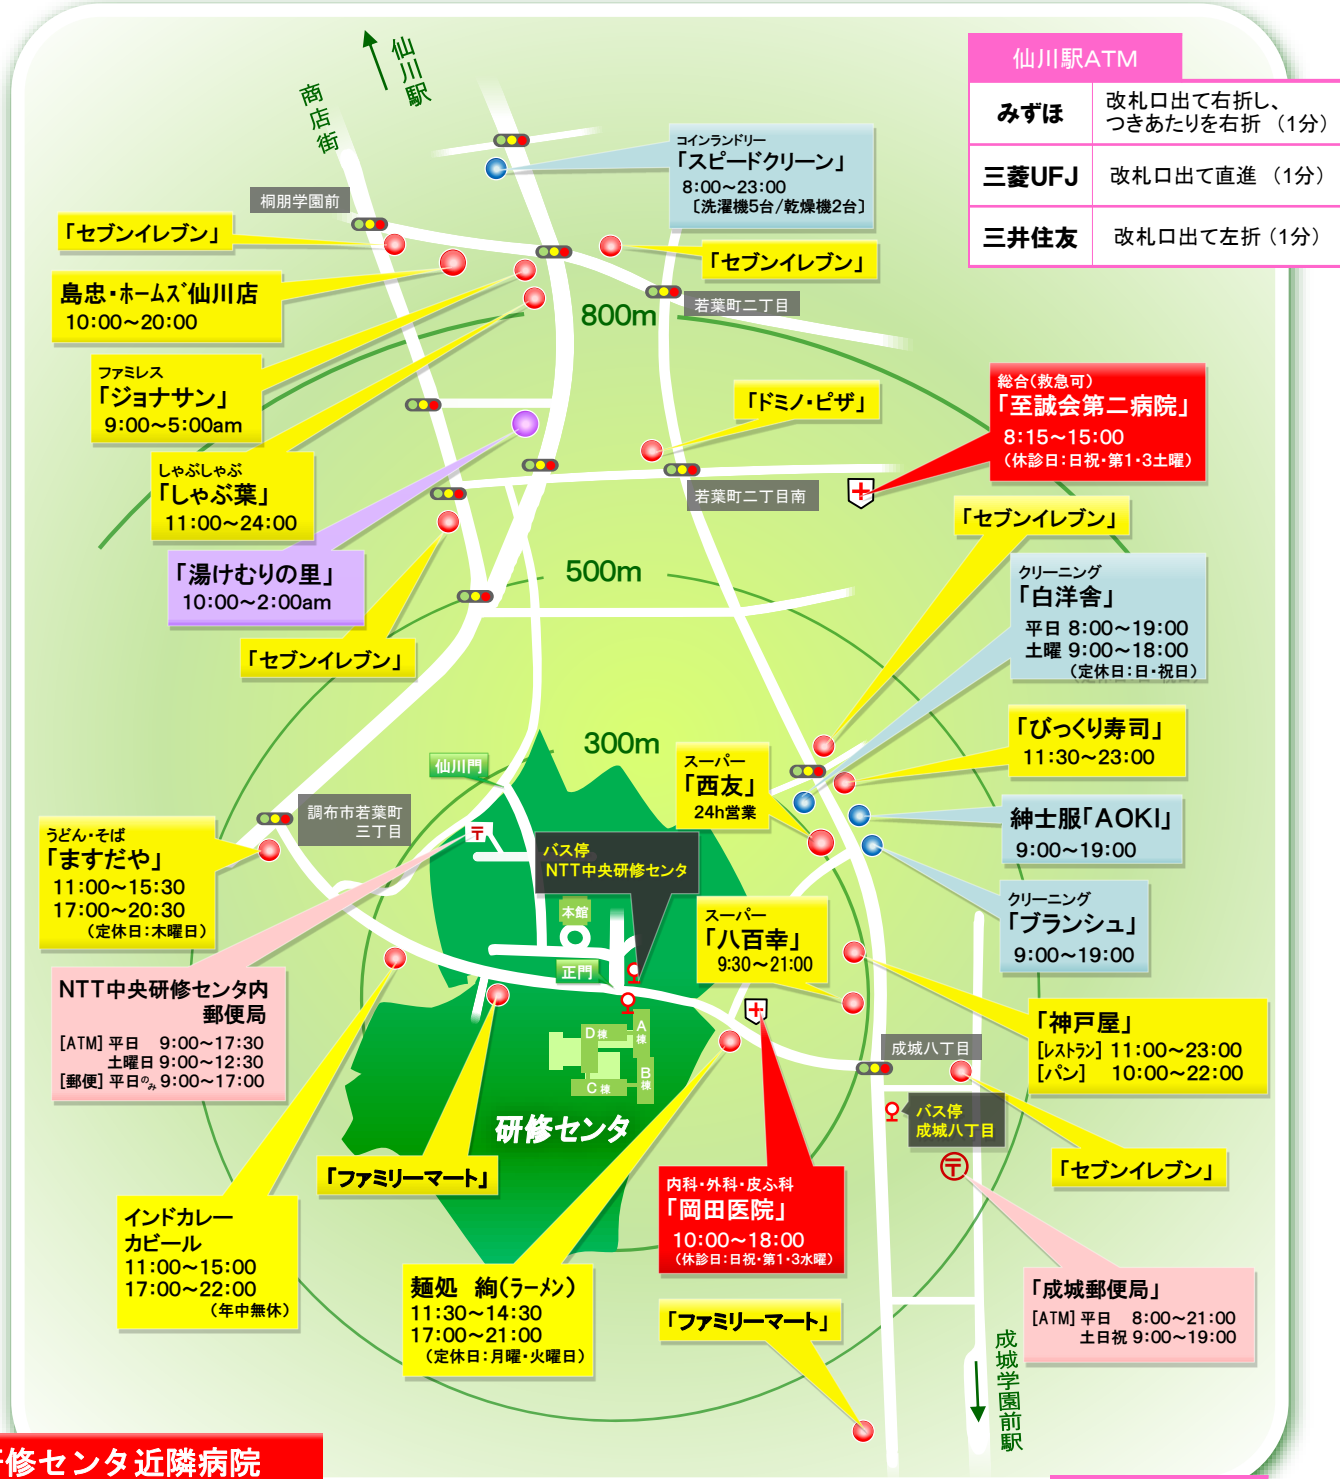 仙川駅
商店街
仙川駅ATM
みずほ
改札口出て右折し、
つきあたりを右折 （1分）
三菱UFJ
改札口出て直進 （1分）
三井住友
改札口出て左折（1分）
コインランドリー
「スピードクリーン」
8：00～23：00
〔洗濯機5台/乾燥機2台〕
桐朋学園前
「セブンイレブン」
「セブンイレブン」
島忠・ホームズ仙川店
10：00～20：00
若葉町二丁目
800m
ファミレス
「ジョナサン」
9：00～5：00am
「ドミノ・ピザ」
総合（救急可）
「至誠会第二病院」
8：15～15：00
（休診日：日祝・第1・3土曜）
しゃぶしゃぶ
「しゃぶ葉」
11：00～24：00
若葉町二丁目南
「セブンイレブン」
「湯けむりの里」
10：00～2：00am
500m
クリーニング
「白洋舎」
平日 8：00～19：00
土曜 9：00～18：00
（定休日：日・祝日）
「セブンイレブン」
「びっくり寿司」
11：30～23：00
300m
仙川門
スーパー
「西友」
24h営業
調布市若葉町
三丁目
紳士服「AOKI」
9：00～19：00
うどん・そば
「ますだや」
11：00～15：30
17：00～20：30
（定休日：木曜日）
〒
バス停
NTT中央研修センタ
クリーニング
「ブランシュ」
9：00～19：00
本館
スーパー
「八百幸」
9：30～21：00
正門
NTT中央研修センタ内
郵便局
[ATM] 平日 9：00～17：30
土曜日 9：00～12：30
[郵便] 平日のみ 9：00～17：00
「神戸屋」
[レストラン] 11：00～23：00
[パン] 10：00～22：00
A棟
D棟
B棟
C棟
成城八丁目
研修センタ
バス停
成城八丁目
〒
「ファミリーマート」
「セブンイレブン」
内科・外科・皮ふ科
「岡田医院」
10：00～18：00
（休診日：日祝・第1・3水曜）
インドカレー
カビール
11：00～15：00
17：00～22：00
（年中無休）
麺処 絢（ラーメン）
11：30～14：30
17：00～21：00
（定休日：月曜・火曜日）
「成城郵便局」
[ATM] 平日 8：00～21：00
土日祝 9：00～19：00
「ファミリーマート」
成城学園前駅
修センタ近隣病院